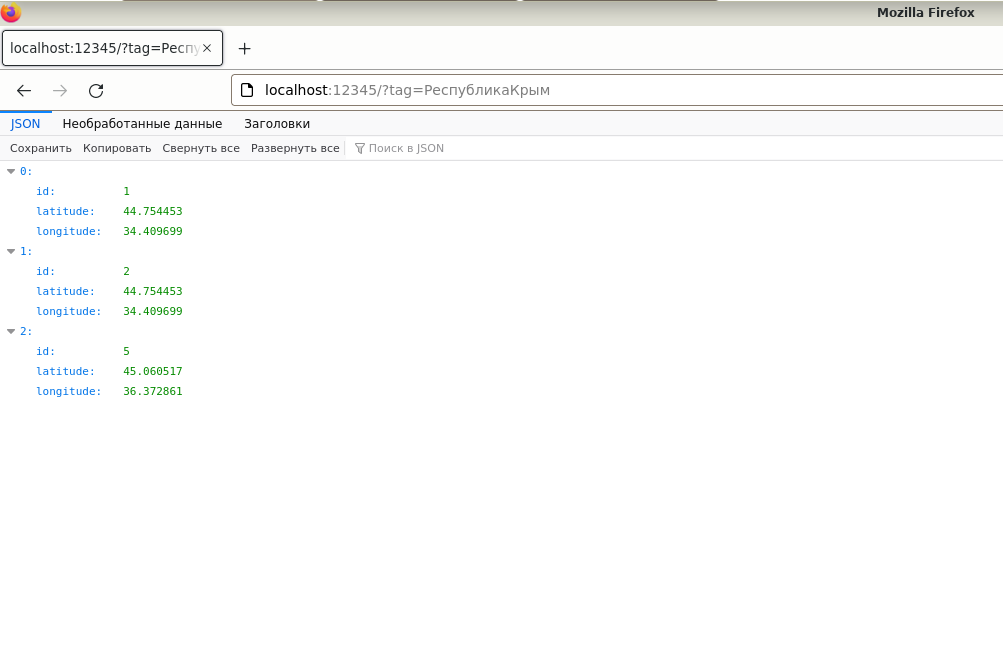 Mozilla Firefox
localhost:12345/?tag=Респу
localhost:12345/?tag=РеспубликаКрым
JSON Необработанные данные Заголовки
Сохранить Копировать Свернуть все Развернуть все Поиск в JSON
0:
id: 1
latitude: 44.754453
longitude: 34.409699
1:
id: 2
latitude: 44.754453
longitude: 34.409699
2:
id: 5
latitude: 45.060517
longitude: 36.372861